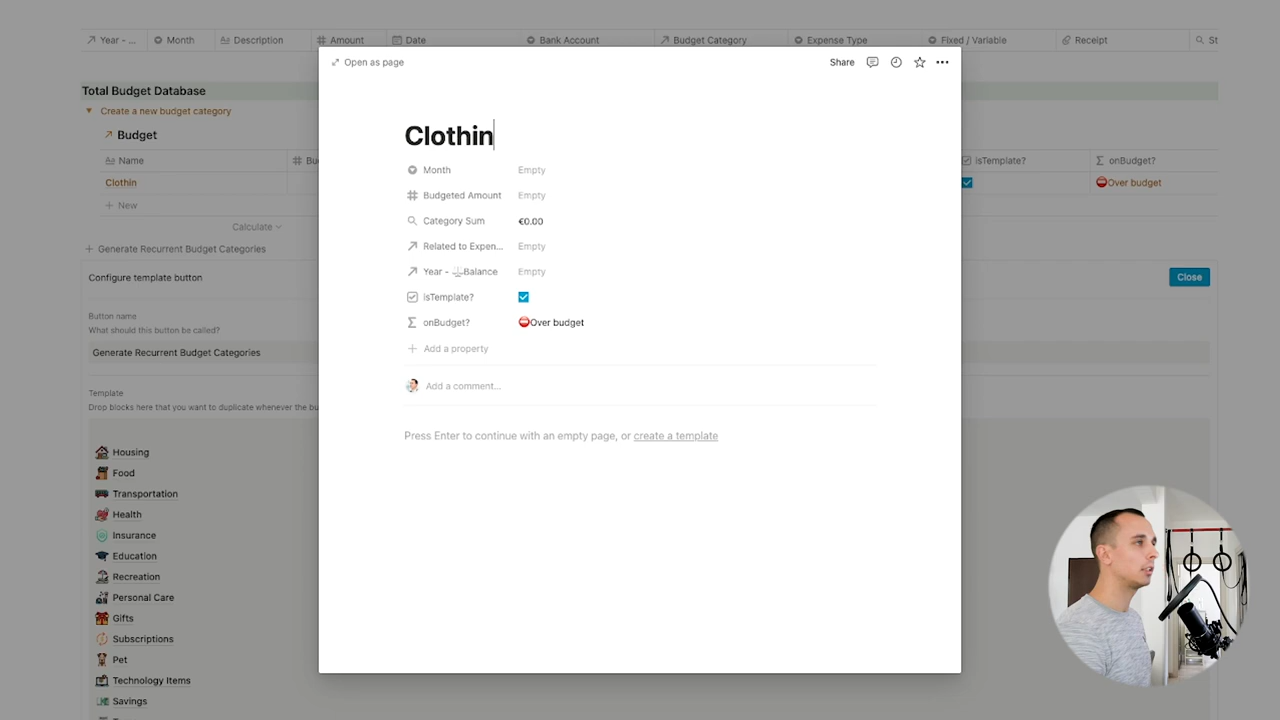 Year - ... Month Description Amount Date Bank Account Budget Category Expense Type Fixed / Variable Receipt St
Open as page Share
Total Budget Database
Create a new budget category
Budget
Clothin
Name Bu isTemplate? onBudget?
Month Empty
Clothin Over budget
Budgeted Amount Empty
New
Category Sum €0.00
Calculate
Related to Expen... Empty
Generate Recurrent Budget Categories
Year - Balance Empty
Configure template button Close
isTemplate?
Button name
onBudget? Over budget
What should this button be called?
Add a property
Generate Recurrent Budget Categories
Add a comment...
Template
Drop blocks here that you want to duplicate whenever the bu
Press Enter to continue with an empty page, or create a template
Housing
Food
Transportation
Health
Insurance
Education
Recreation
Personal Care
Gifts
Subscriptions
Pet
Technology Items
Savings